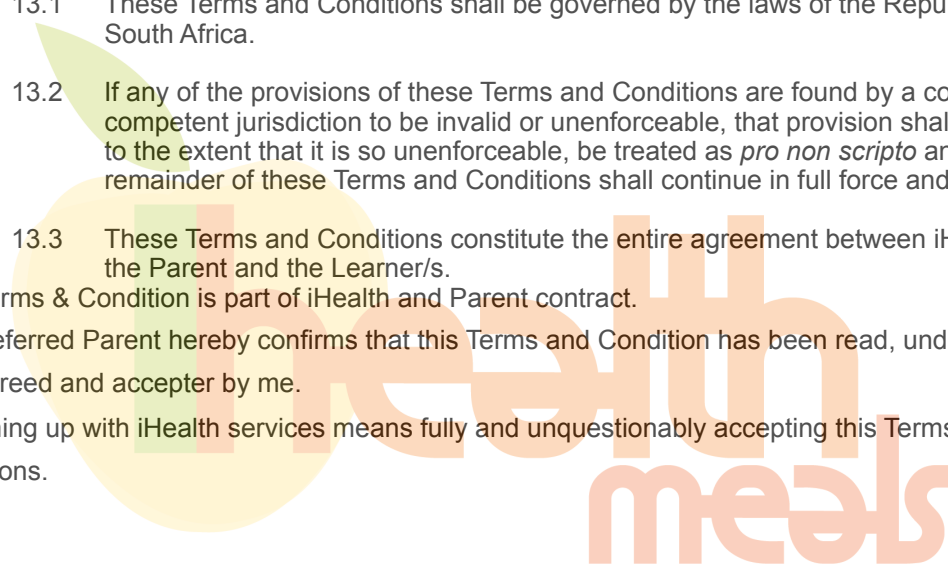 13.1 These Terms and Conditions shall be governed by the laws of the Repu
South Africa.
13.2 If any of the provisions of these Terms and Conditions are found by a co
competent jurisdiction to be invalid or unenforceable, that provision shal
to the extent that it is so unenforceable, be treated as pro non scripto an
remainder of these Terms and Conditions shall continue in full force and
13.3 These Terms and Conditions constitute the entire agreement between iH
the Parent and the Learner/s.
rms & Condition is part of iHealth and Parent contract.
eferred Parent hereby confirms that this Terms and Condition has been read, und
reed and accepter by me.
ing up with iHealth services means fully and unquestionably accepting this Terms
ons.
ihealth
meals